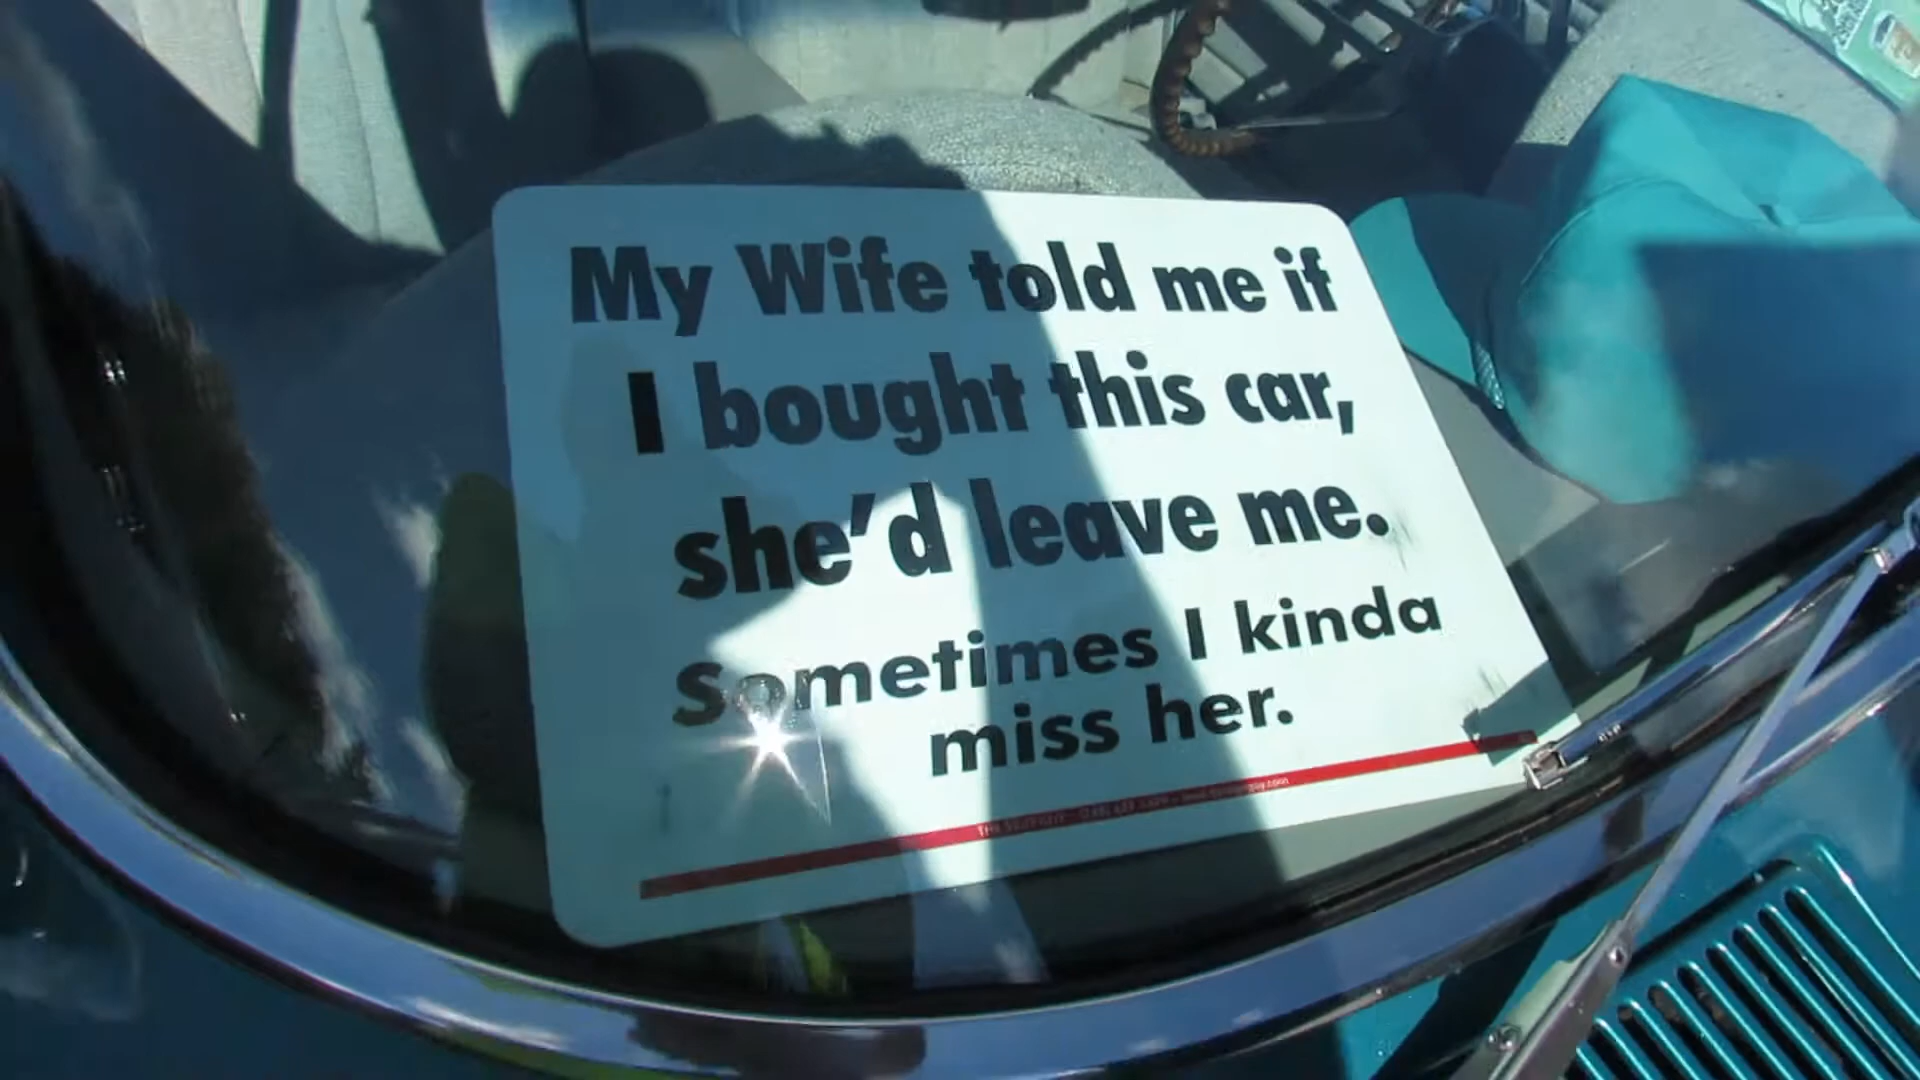 My Wife told me if
I bought this car,
she'd leave me.
Sometimes I kinda
miss her.